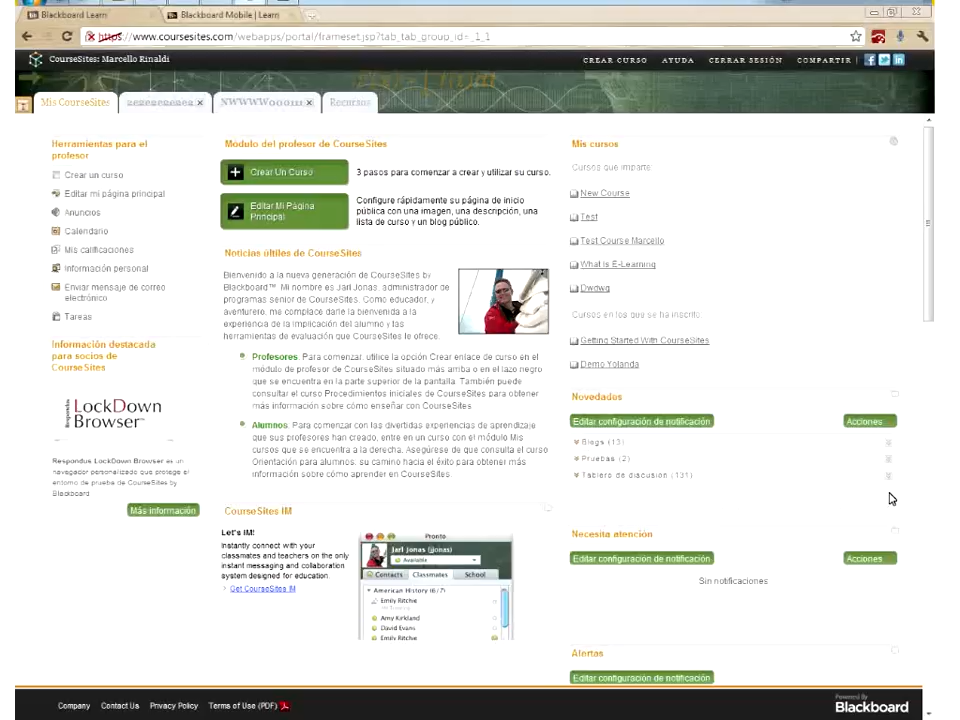 Blackboard Learn
Blackboard Mobile | Learn
https://www.coursesites.com/webapps/portal/frameset.jsp?tab_tab_group_id=_1_1
CourseSites: Marcello Rinaldi
CREAR CURSO AYUDA CERRAR SESIÓN COMPARTIR |
Mis CourseSites
Recursos
Herramientas para el
profesor
Crear un curso
Editar mi página principal
Anuncios
Calendario
Mis calificaciones
Información personal
Enviar mensaje de correo
electrónico
Tareas
Información destacada
para socios de
CourseSites
Respondus
LockDown
Browser™
Respondus LockDown Browser es un
navegador personalizado que protege el
entorno de prueba de CourseSites by
Blackboard
Más información
Módulo del profesor de CourseSites
Crear Un Curso
3 pasos para comenzar a crear y utilizar su curso.
Editar Mi Página
Principal
Configure rápidamente su página de inicio
pública con una imagen, una descripción, una
lista de curso y un blog público.
Noticias últiles de CourseSites
Bienvenido a la nueva generación de CourseSites by
Blackboard™ Mi nombre es Jarl Jonas, administrador de
programas senior de CourseSites. Como educador, y
aventurero, me complace darle la bienvenida a la
experiencia de la implicación del alumno y las
herramientas de evaluación que CourseSites le ofrece.
Profesores. Para comenzar, utilice la opción Crear enlace de curso en el
módulo de profesor de CourseSites situado más arriba o en el lazo negro
que se encuentra en la parte superior de la pantalla. También puede
consultar el curso Procedimientos iniciales de CourseSites para obtener
más información sobre cómo enseñar con CourseSites.
Alumnos. Para comenzar con las divertidas experiencias de aprendizaje
que sus profesores han creado, entre en un curso con el módulo Mis
cursos que se encuentra a la derecha. Asegúrese de que consulta el curso
Orientación para alumnos: su camino hacia el éxito para obtener más
información sobre cómo aprender en CourseSites.
CourseSites IM
Let's IM!
Instantly connect with your
classmates and teachers on the only
instant messaging and collaboration
system designed for education.
Get CourseSites IM
Pronto
Jarl Jonas (jjonas)
Available
Contacts Classmates School
American History (6/7)
Emily Ritchie
Amy Kirkland
David Evans
Emily Ritchie
Mis cursos
Cursos que imparte:
New Course
Test
Test Course Marcello
What Is E-Learning
Dwdwq
Cursos en los que se ha inscrito:
Getting Started With CourseSites
Demo Yolanda
Novedades
Editar configuración de notificación
Acciones
Blogs (13)
Pruebas (2)
Tablero de discusión (131)
Necesita atención
Editar configuración de notificación
Acciones
Sin notificaciones
Alertas
Editar configuración de notificación
Company Contact Us Privacy Policy Terms of Use (PDF)
Powered By
Blackboard